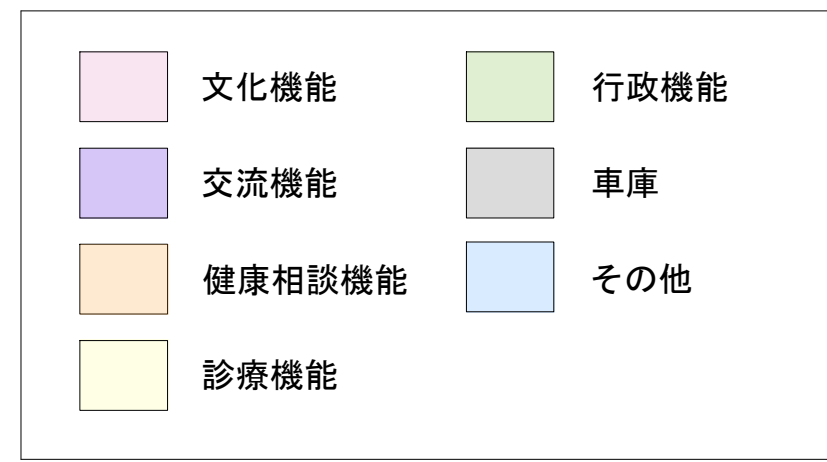 文化機能
交流機能
健康相談機能
診療機能
行政機能
車庫
その他